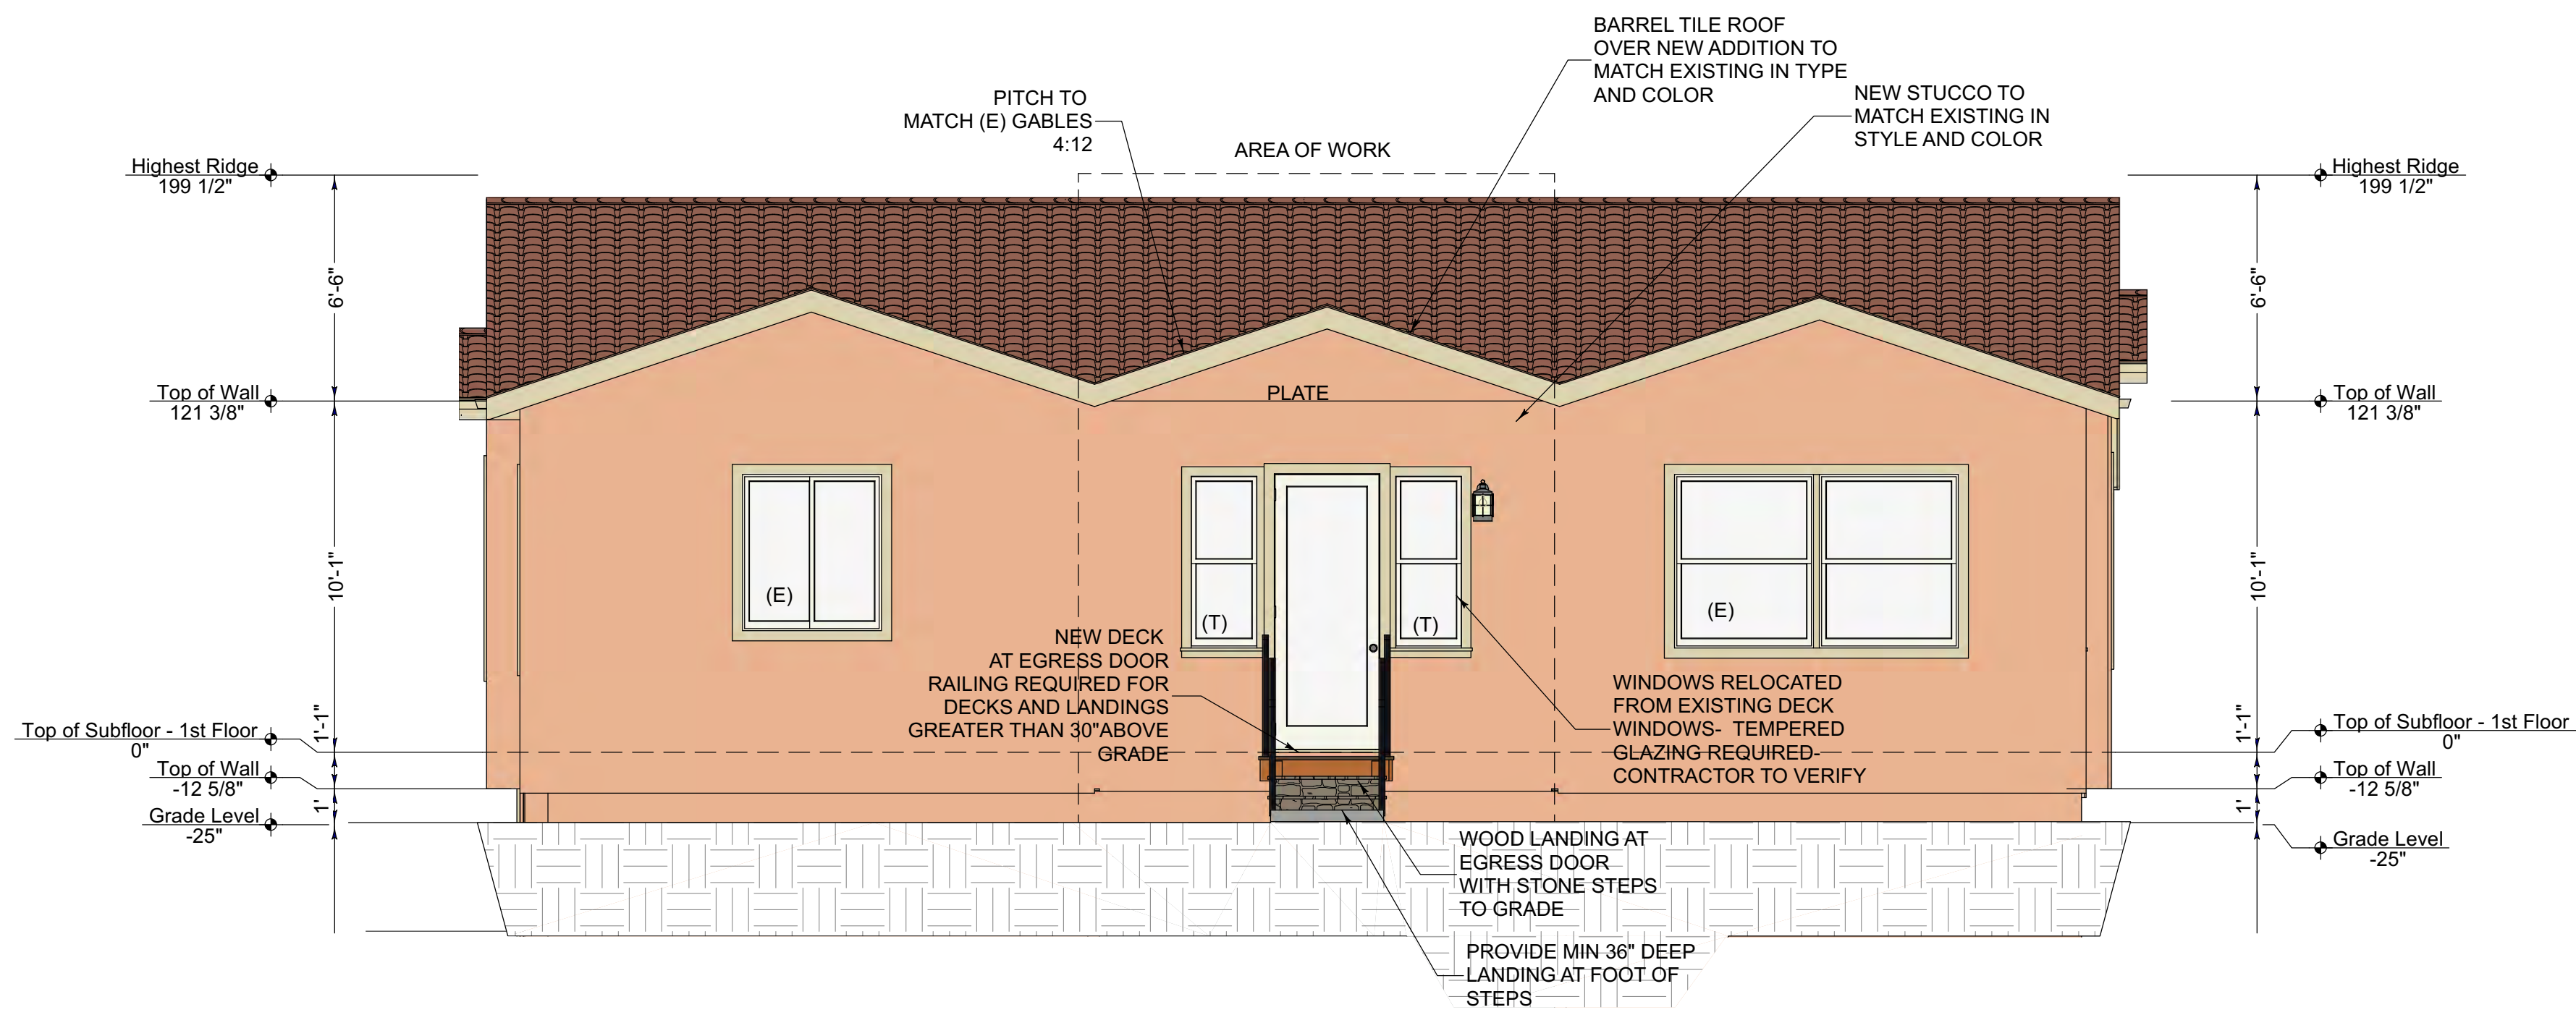 BARREL TILE ROOF
OVER NEW ADDITION TO
MATCH EXISTING IN TYPE
AND COLOR
NEW STUCCO TO
MATCH EXISTING IN
STYLE AND COLOR
PITCH TO
MATCH (E) GABLES
4:12
AREA OF WORK
Highest Ridge
199 1/2"
Highest Ridge
199 1/2"
6'-6"
6'-6"
Top of Wall
121 3/8"
PLATE
Top of Wall
121 3/8"
10'-1"
10'-1"
(E)
(T)
(T)
(E)
NEW DECK
AT EGRESS DOOR
RAILING REQUIRED FOR
DECKS AND LANDINGS
GREATER THAN 30"ABOVE
GRADE
WINDOWS RELOCATED
FROM EXISTING DECK
WINDOWS- TEMPERED
GLAZING REQUIRED-
CONTRACTOR TO VERIFY
Top of Subfloor - 1st Floor
0"
1'-1"
1'-1"
Top of Subfloor - 1st Floor
0"
Top of Wall
-12 5/8"
Top of Wall
-12 5/8"
1'
1'
Grade Level
-25"
Grade Level
-25"
WOOD LANDING AT
EGRESS DOOR
WITH STONE STEPS
TO GRADE
PROVIDE MIN 36" DEEP
LANDING AT FOOT OF
STEPS